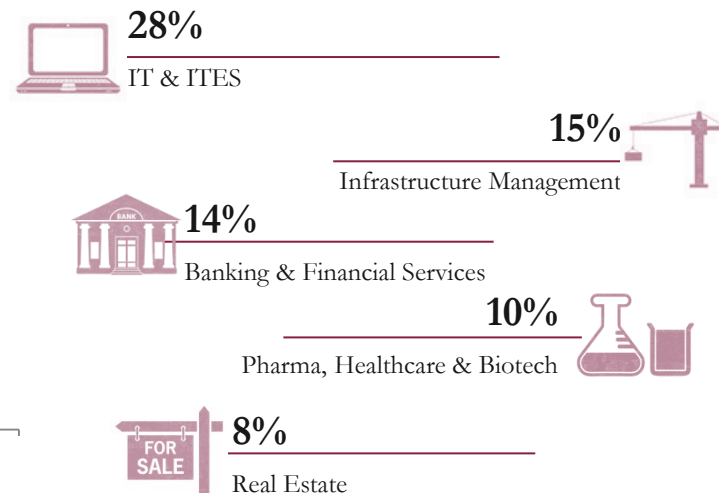 28%
IT & ITES
15%
Infrastructure Management
BANK
14%
Banking & Financial Services
10%
Pharma, Healthcare & Biotech
FOR
SALE
8%
Real Estate